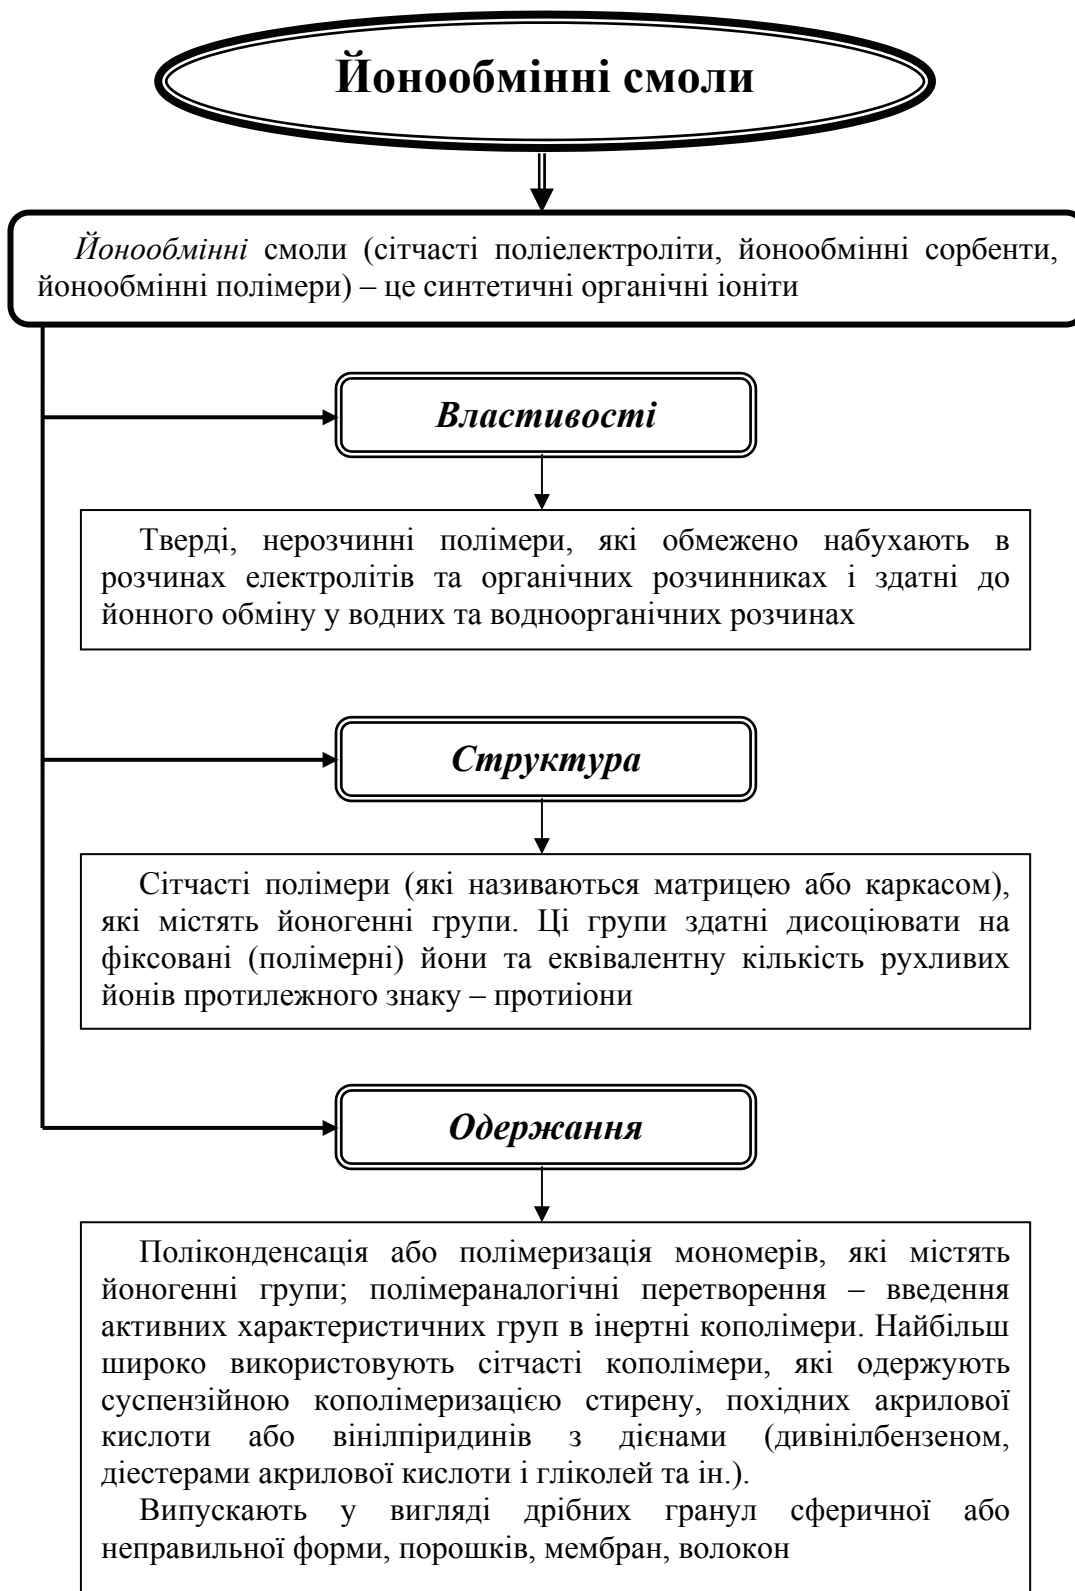 Йонообмінні смоли
Йонообмінні смоли (сітчасті поліелектроліти, йонообмінні сорбенти,
йонообмінні полімери) – це синтетичні органічні іоніти
Властивості
Тверді, нерозчинні полімери, які обмежено набухають в
розчинах електролітів та органічних розчинниках і здатні до
йонного обміну у водних та водноорганічних розчинах
Структура
Сітчасті полімери (які називаються матрицею або каркасом),
які містять йоногенні групи. Ці групи здатні дисоціювати на
фіксовані (полімерні) йони та еквівалентну кількість рухливих
йонів протилежного знаку – протиіони
Одержання
Поліконденсація або полімеризація мономерів, які містять
йоногенні групи; полімераналогічні перетворення – введення
активних характеристичних груп в інертні кополімери. Найбільш
широко використовують сітчасті кополімери, які одержують
суспензійною кополімеризацією стирену, похідних акрилової
кислоти або вінілпіридинів з дієнами (дивінілбензеном,
діестерами акрилової кислоти і гліколей та ін.).
Випускають у вигляді дрібних гранул сферичної або
неправильної форми, порошків, мембран, волокон